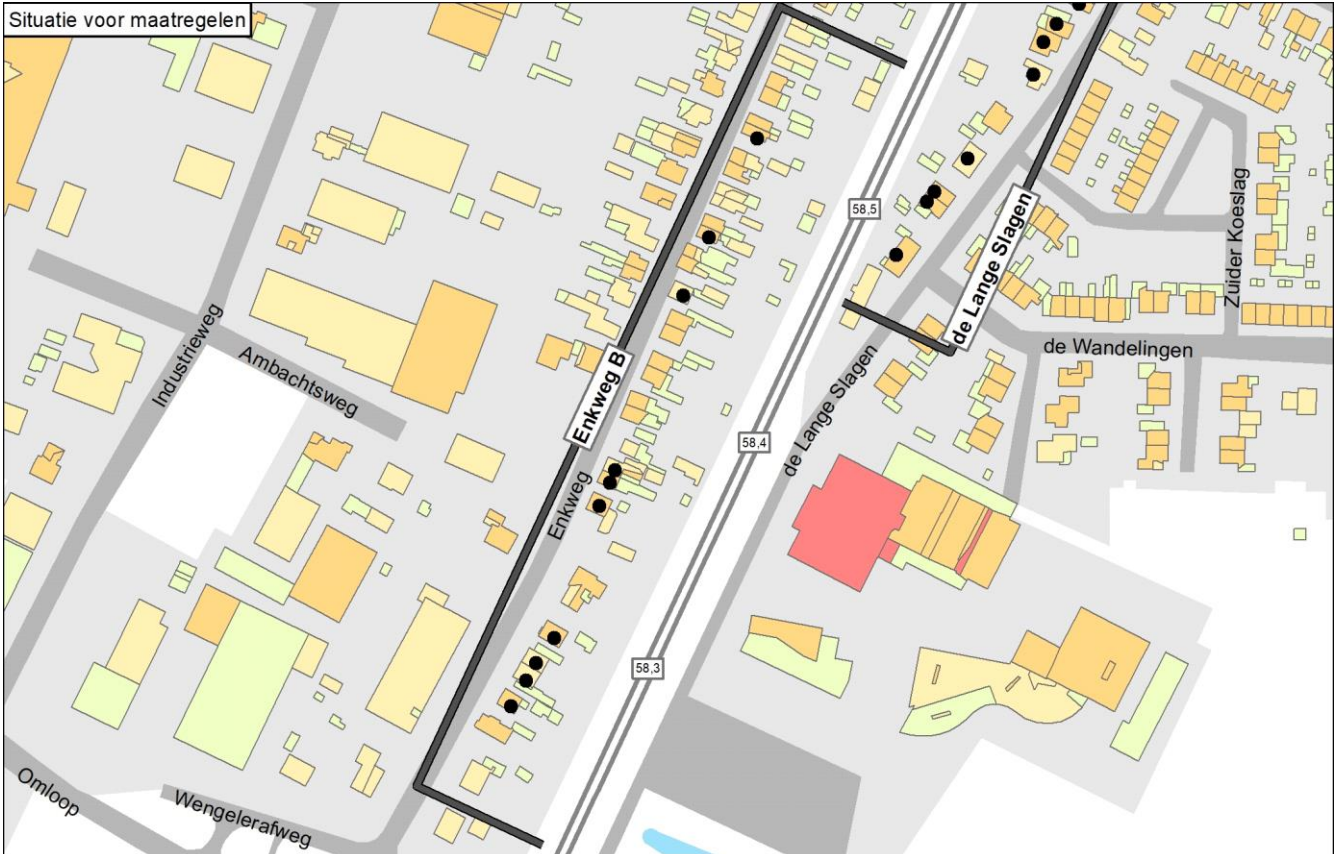 Situatie voor maatregelen
58,5
de Lange Slagen
Zuider Koeslag
Industrieweg
Ambachtsweg
Enkweg B
de Wandelingen
de Lange Slagen
58,4
Enkweg
58,3
Omloop
Wengelerafweg